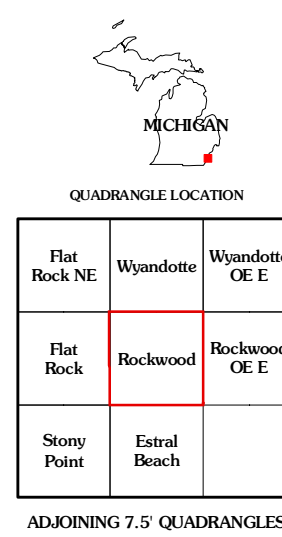 MICHIGAN
QUADRANGLE LOCATION
Flat
Rock NE
Wyandotte
Wyandotte
OE E
Flat
Rock
Rockwood
Rockwood
OE E
Stony
Point
Estral
Beach
ADJOINING 7.5' QUADRANGLES